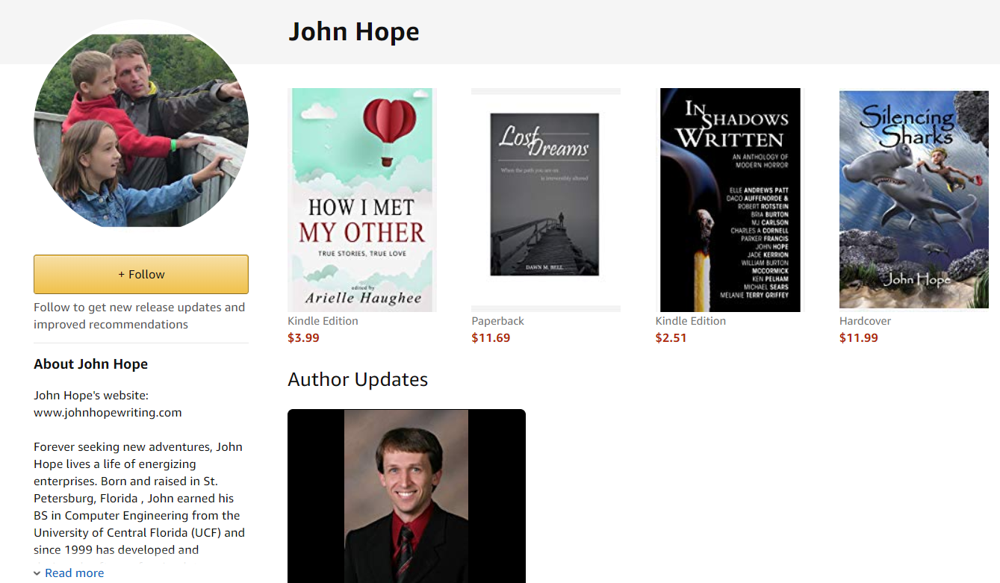 John Hope
HOW I MET
MY OTHER
TRUE STORIES, TRUE LOVE
edited by
Arielle Haughee
Kindle Edition
$3.99
Lost
Dreams
When the path you are on
is irreversibly altered
DAWN M. BELL
Paperback
$11.69
IN
SHADOWS
WRITTEN
AN ANTHOLOGY OF
MODERN HORROR
ELLE ANDREWS PATT
DACO AUFFENORDE &
ROBERT ROTSTEIN
BRIA BURTON
MJ CARLSON
CHARLES A CORNELL
PARKER FRANCIS
JOHN HOPE
JADE KERRION
WILLIAM BURTON
MCCORMICK
KEN PELHAM
MICHAEL SEARS
MELANIE TERRY GRIFFEY
Kindle Edition
$2.51
Silencing
Sharks
John Hope
Hardcover
$11.99
+ Follow
Follow to get new release updates and
improved recommendations
About John Hope
John Hope's website:
www.johnhopewriting.com
Forever seeking new adventures, John
Hope lives a life of energizing
enterprises. Born and raised in St.
Petersburg, Florida , John earned his
BS in Computer Engineering from the
University of Central Florida (UCF) and
since 1999 has developed and
Read more
Author Updates